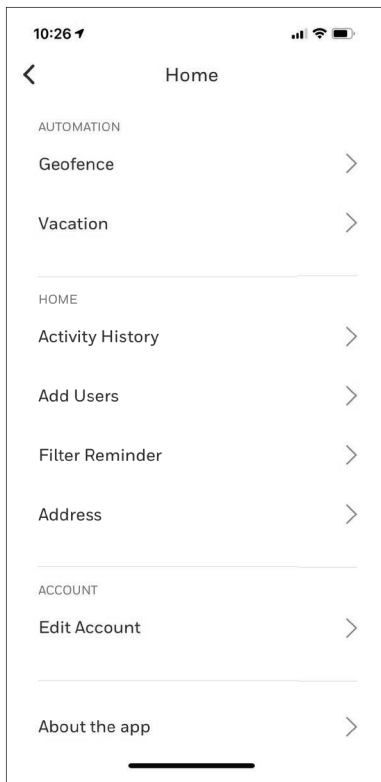 10:26
Home
AUTOMATION
Geofence
Vacation
HOME
Activity History
Add Users
Filter Reminder
Address
ACCOUNT
Edit Account
About the app